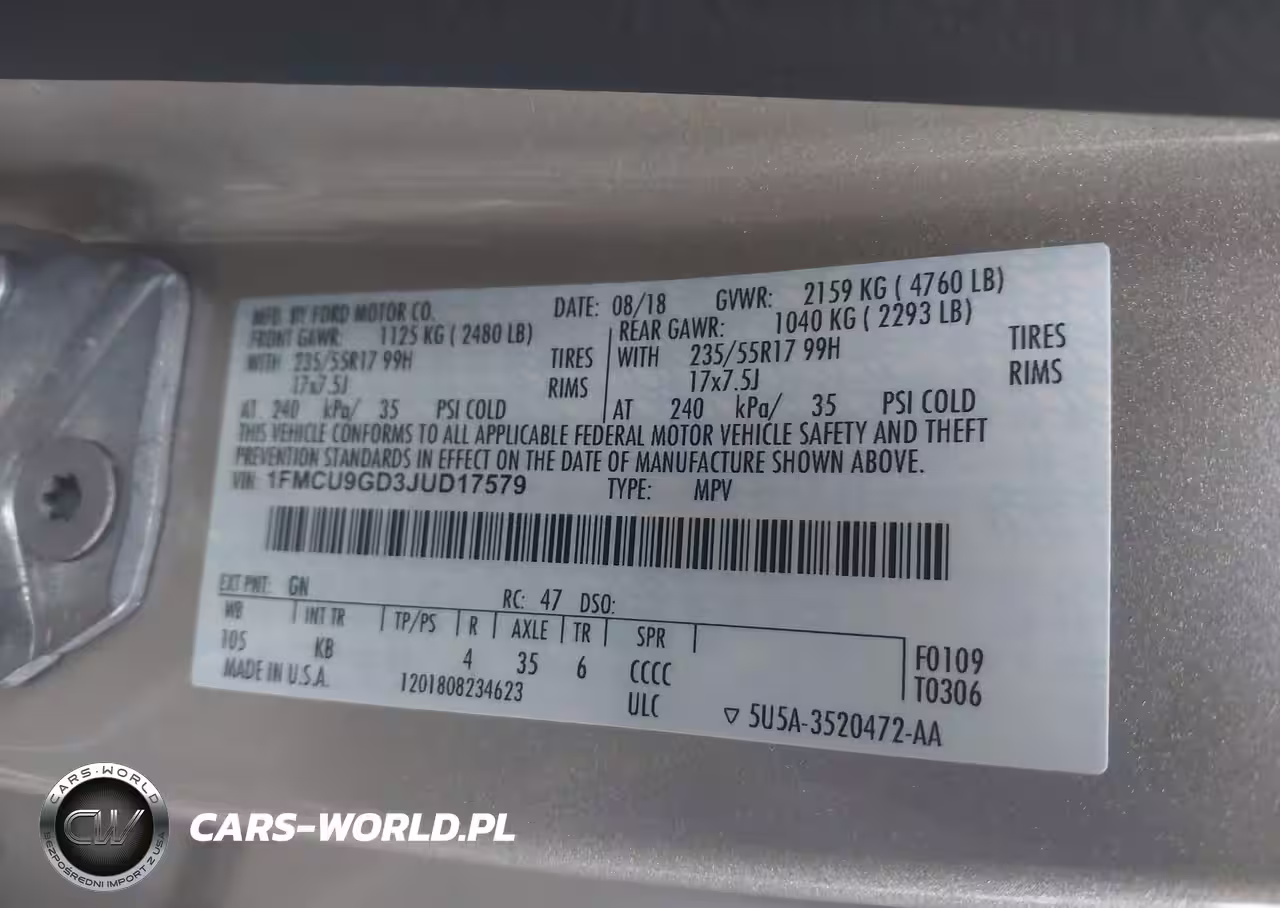 MFD. BY FORD MOTOR CO. DATE: 08/18 GVWR: 2159 KG ( 4760 LB)
FRONT GAWR: 1125 KG ( 2480 LB) REAR GAWR: 1040 KG ( 2293 LB)
WITH 235/55R17 99H TIRES WITH 235/55R17 99H TIRES
17x7.5J RIMS 17x7.5J RIMS
AT 240 kPa/ 35 PSI COLD AT 240 kPa/ 35 PSI COLD
THIS VEHICLE CONFORMS TO ALL APPLICABLE FEDERAL MOTOR VEHICLE SAFETY AND THEFT
PREVENTION STANDARDS IN EFFECT ON THE DATE OF MANUFACTURE SHOWN ABOVE.
VIN: 1FMCU9GD3JUD17579 TYPE: MPV
EXT PNT: GN RC: 47 DSO:
WB INT TR TP/PS R AXLE TR SPR
105 KB 4 35 6 CCCC F0109
MADE IN U.S.A. 1201808234623 ULC T0306
▽ 5U5A-3520472-AA
CARS-WORLD
CW
BEZPOŚREDNI IMPORT Z USA
CARS-WORLD.PL